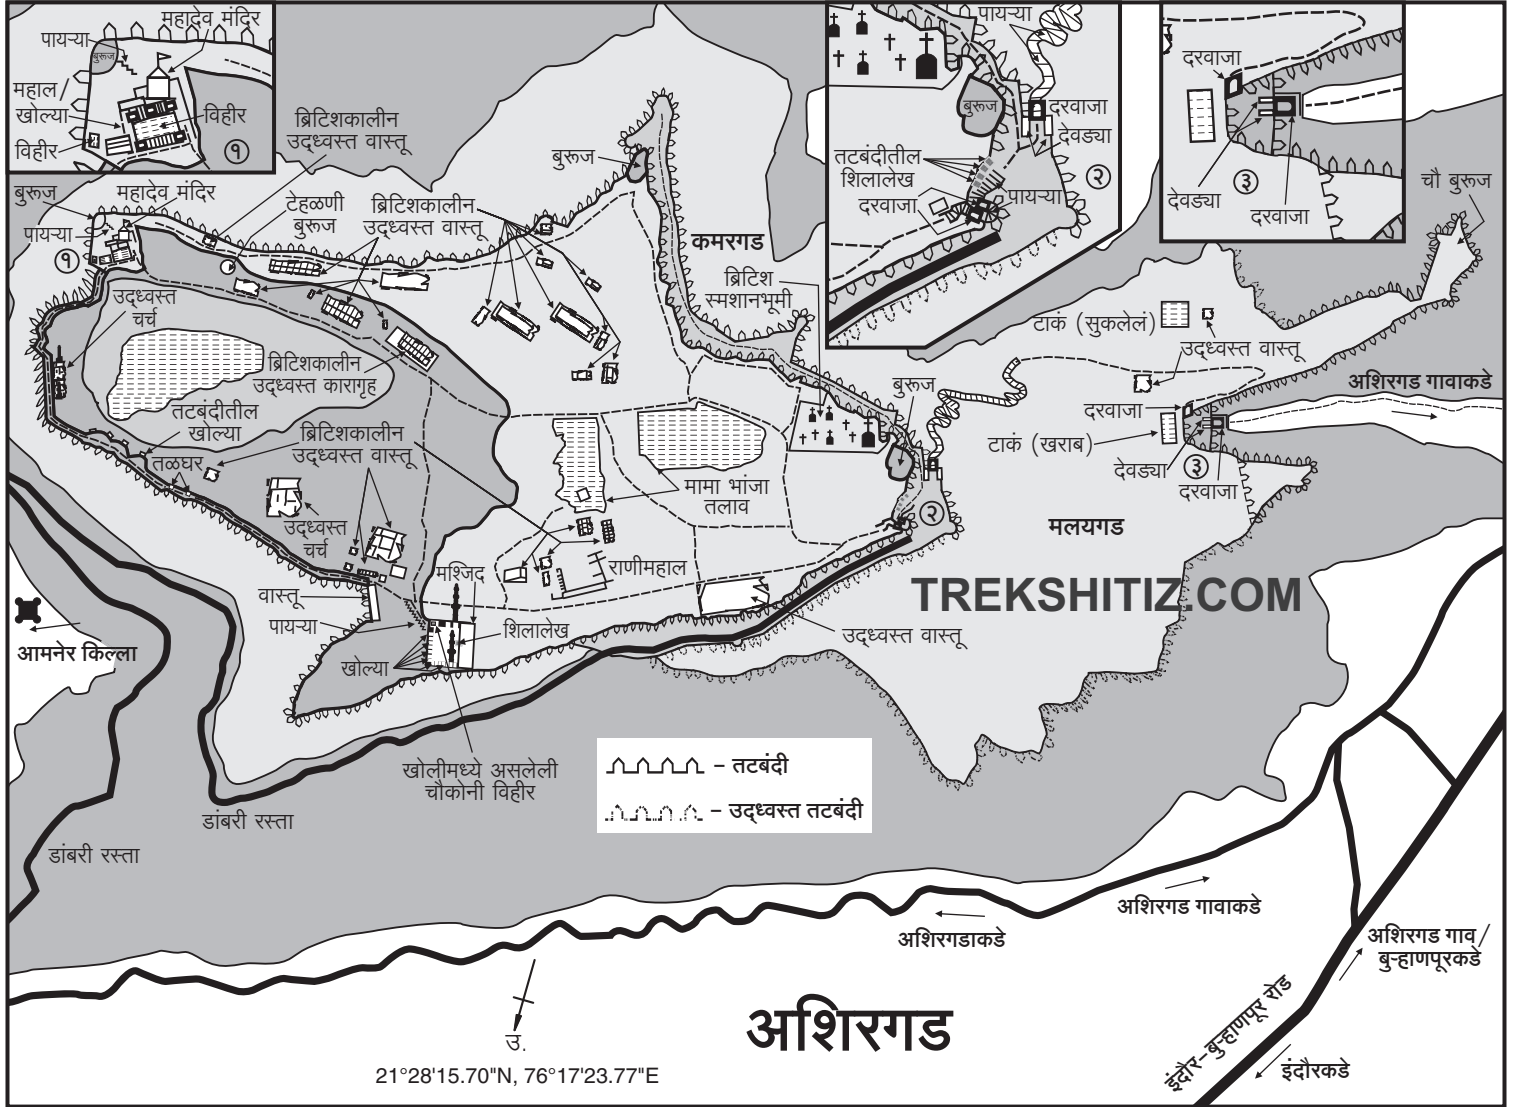 महादेव मंदिर
पायऱ्या
बुरूज
महाल/
खोल्या
विहीर
विहीर
१
ब्रिटिशकालीन
उद्ध्वस्त वास्तू
बुरूज
महादेव मंदिर
पायऱ्या
१
टेहळणी
बुरूज
ब्रिटिशकालीन
उद्ध्वस्त वास्तू
बुरूज
कमरगड
ब्रिटिश
स्मशानभूमी
पायऱ्या
बुरूज
दरवाजा
देवड्या
तटबंदीतील
शिलालेख
दरवाजा
पायऱ्या
२
दरवाजा
देवड्या
दरवाजा
३
चौ बुरूज
उद्ध्वस्त
चर्च
ब्रिटिशकालीन
उद्ध्वस्त कारागृह
तटबंदीतील
खोल्या
तळघर
ब्रिटिशकालीन
उद्ध्वस्त वास्तू
उद्ध्वस्त
चर्च
मामा भांजा
तलाव
बुरूज
२
टाकं (सुकलेलं)
उद्ध्वस्त वास्तू
अशिरगड गावाकडे
दरवाजा
टाकं (खराब)
देवड्या
३
दरवाजा
मलयगड
TREKSHITIZ.COM
राणीमहाल
मश्जिद
वास्तू
पायऱ्या
शिलालेख
खोल्या
उद्ध्वस्त वास्तू
आमनेर किल्ला
खोलीमध्ये असलेली
चौकोनी विहीर
– तटबंदी
– उद्ध्वस्त तटबंदी
डांबरी रस्ता
डांबरी रस्ता
अशिरगड गावाकडे
अशिरगडाकडे
अशिरगड गाव/
बुऱ्हाणपूरकडे
इंदौर–बुऱ्हाणपूर रोड
इंदौरकडे
अशिरगड
उ.
21°28'15.70"N, 76°17'23.77"E